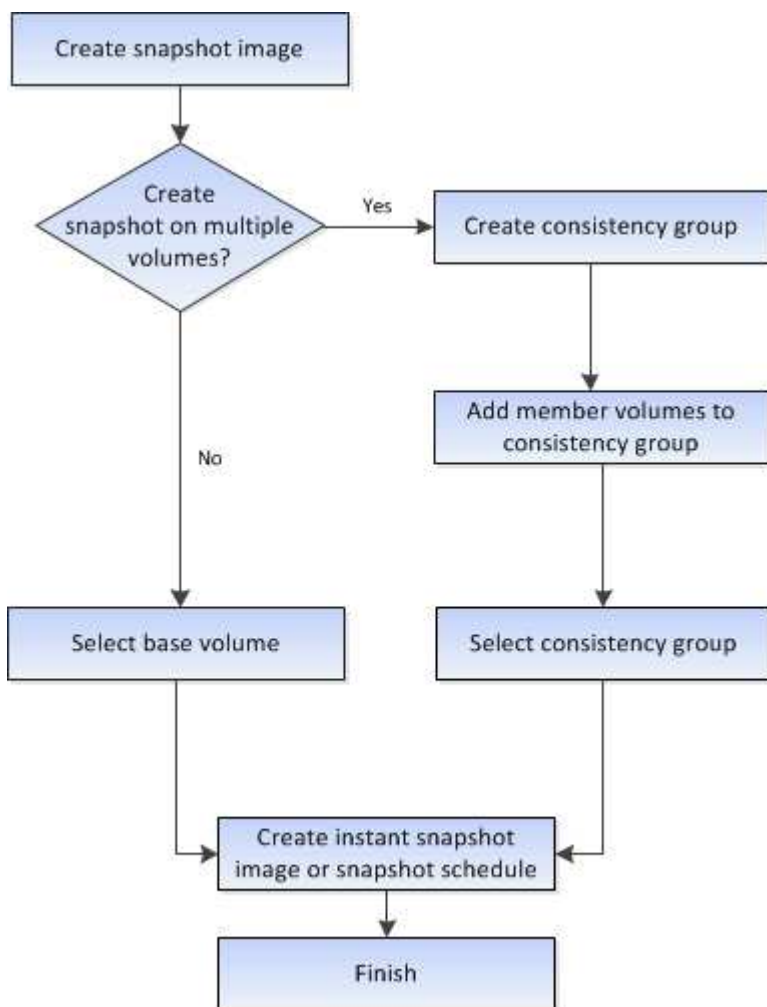 Create snapshot image
Create
snapshot on multiple
volumes?
Yes
Create consistency group
Add member volumes to
consistency group
No
Select base volume
Select consistency group
Create instant snapshot
image or snapshot schedule
Finish